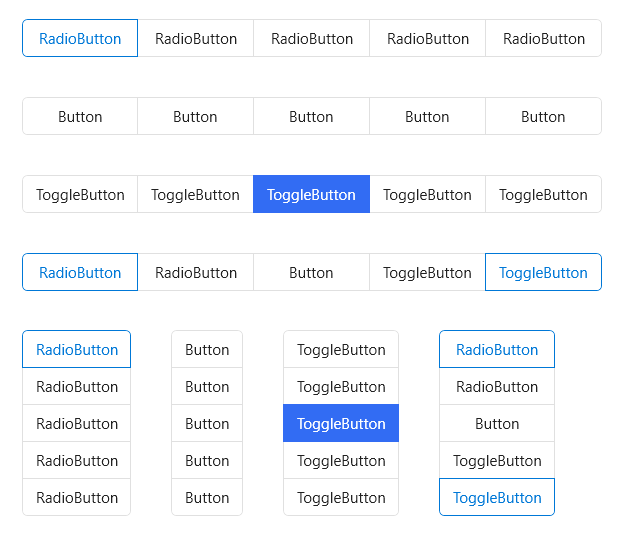 RadioButton RadioButton RadioButton RadioButton RadioButton
Button Button Button Button Button
ToggleButton ToggleButton ToggleButton ToggleButton ToggleButton
RadioButton RadioButton Button ToggleButton ToggleButton
RadioButton Button ToggleButton RadioButton
RadioButton Button ToggleButton RadioButton
RadioButton Button ToggleButton Button
RadioButton Button ToggleButton ToggleButton
RadioButton Button ToggleButton ToggleButton